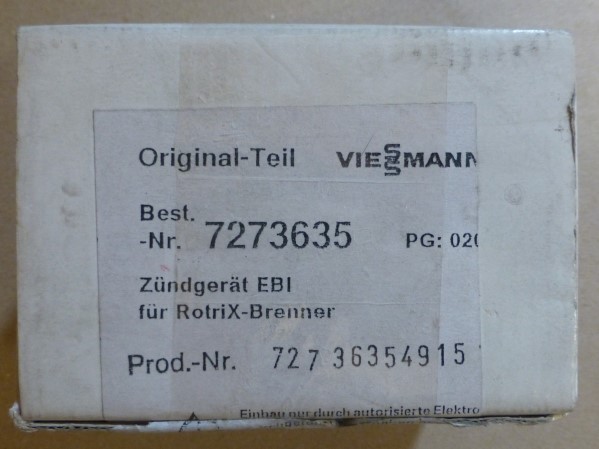 Original-Teil VIESSMANN
Best.
-Nr. 7273635 PG: 020
Zündgerät EBI
für RotriX-Brenner
Prod.-Nr. 727 36354915
Einbau nur durch autorisierte Elektro